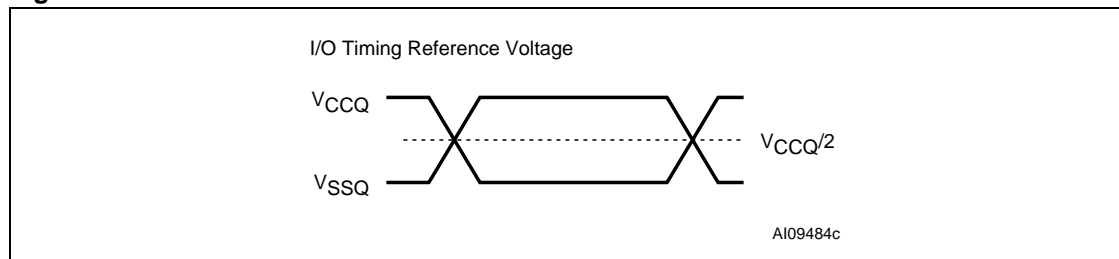 I/O Timing Reference Voltage
VCCQ
VCCQ/2
VSSQ
AI09484c